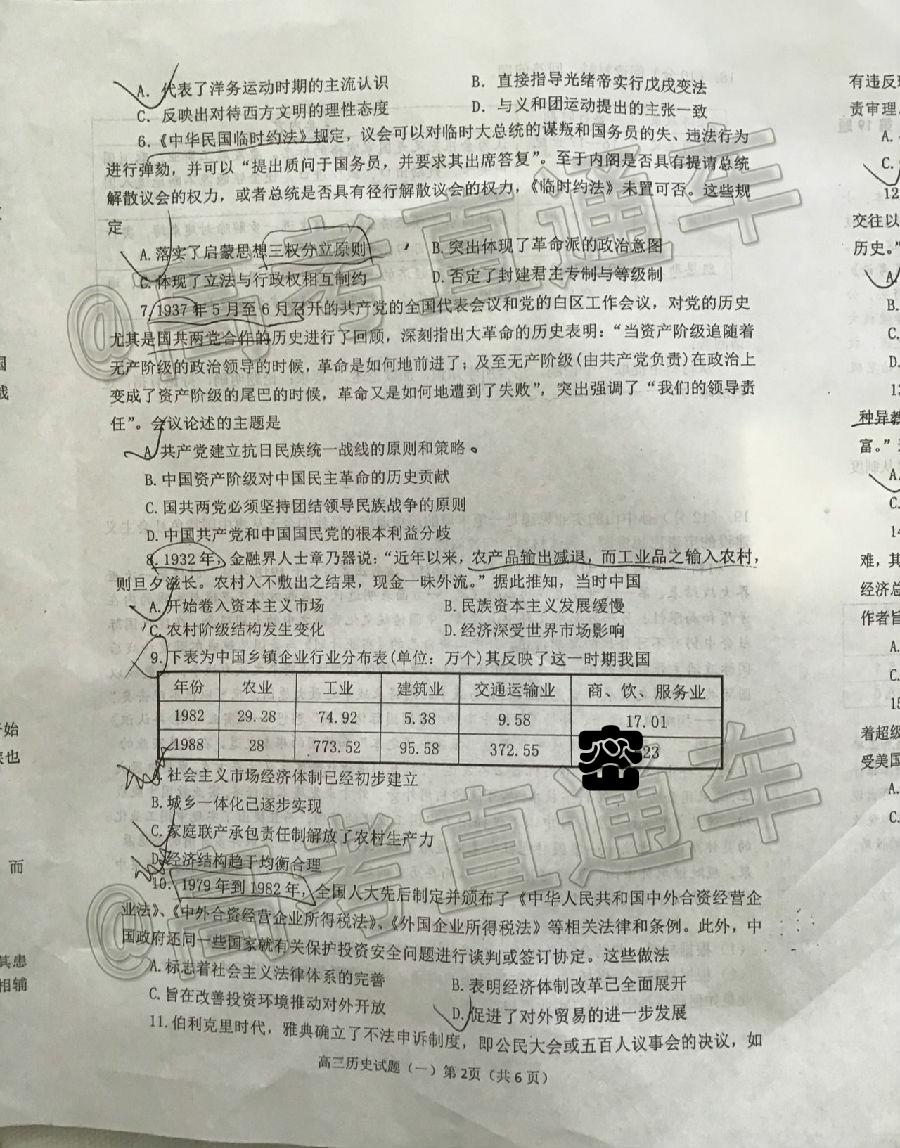 A. 代表了洋务运动时期的主流认识 B. 直接指导光绪帝实行戊戌变法
C. 反映出对待西方文明的理性态度 D. 与义和团运动提出的主张一致
6.《中华民国临时约法》规定，议会可以对临时大总统的谋叛和国务员的失、违法行为
进行弹劾，并可以“提出质问于国务员，并要求其出席答复”。至于内阁是否具有提请总统
解散议会的权力，或者总统是否具有径行解散议会的权力，《临时约法》未置可否。这些规
定
A. 落实了启蒙思想三权分立原则 B. 突出体现了革命派的政治意图
C. 体现了立法与行政权相互制约 D. 否定了封建君主专制与等级制
7. 1937年5月至6月召开的共产党的全国代表会议和党的白区工作会议，对党的历史
尤其是国共两党合作的历史进行了回顾，深刻指出大革命的历史表明：“当资产阶级追随着
无产阶级的政治领导的时候，革命是如何地前进了；及至无产阶级(由共产党负责)在政治上
变成了资产阶级的尾巴的时候，革命又是如何地遭到了失败”，突出强调了“我们的领导责
任”。会议论述的主题是
A. 共产党建立抗日民族统一战线的原则和策略
B. 中国资产阶级对中国民主革命的历史贡献
C. 国共两党必须坚持团结领导民族战争的原则
D. 中国共产党和中国国民党的根本利益分歧
8. 1932年，金融界人士章乃器说：“近年以来，农产品输出减退，而工业品之输入农村，
则旦夕滋长。农村入不敷出之结果，现金一味外流。”据此推知，当时中国
A. 开始卷入资本主义市场 B. 民族资本主义发展缓慢
C. 农村阶级结构发生变化 D. 经济深受世界市场影响
9. 下表为中国乡镇企业行业分布表(单位：万个)其反映了这一时期我国
年份 农业 工业 建筑业 交通运输业 商、饮、服务业
1982 29.28 74.92 5.38 9.58 17.01
1988 28 773.52 95.58 372.55 23
社会主义市场经济体制已经初步建立
B. 城乡一体化已逐步实现
C. 家庭联产承包责任制解放了农村生产力
D. 经济结构趋于均衡合理
10. 1979年到1982年，全国人大先后制定并颁布了《中华人民共和国中外合资经营企
业法》、《中外合资经营企业所得税法》、《外国企业所得税法》等相关法律和条例。此外，中
国政府还同一些国家就有关保护投资安全问题进行谈判或签订协定。这些做法
A. 标志着社会主义法律体系的完善 B. 表明经济体制改革已全面展开
C. 旨在改善投资环境推动对外开放 D. 促进了对外贸易的进一步发展
11. 伯利克里时代，雅典确立了不法申诉制度，即公民大会或五百人议事会的决议，如
高三历史试题（一）第2页（共6页）
@高考直通车
@高考直通车
密
有违反
责审理
A.
C.
12
交往以
历史。”
A
B.
C.
D.
13
种异教
富。”
A.
C.
14
难，其
经济总
作者旨
A.
C.
15
着超级
受美国
A.
C.
而
相辅